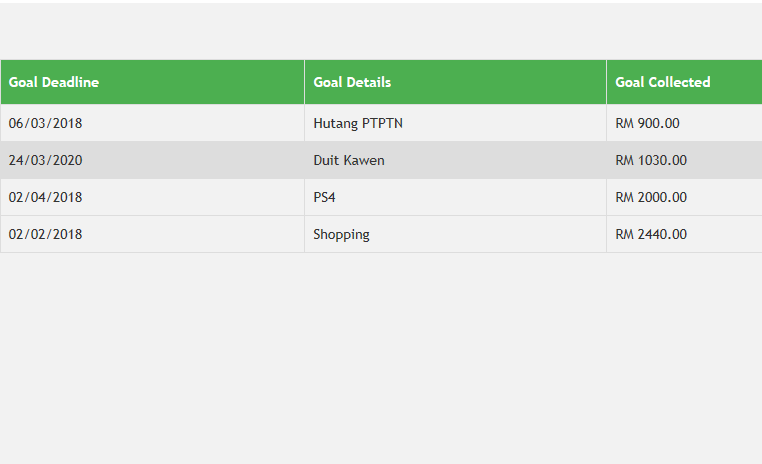 Goal Deadline Goal Details Goal Collected
06/03/2018 Hutang PTPTN RM 900.00
24/03/2020 Duit Kawen RM 1030.00
02/04/2018 PS4 RM 2000.00
02/02/2018 Shopping RM 2440.00